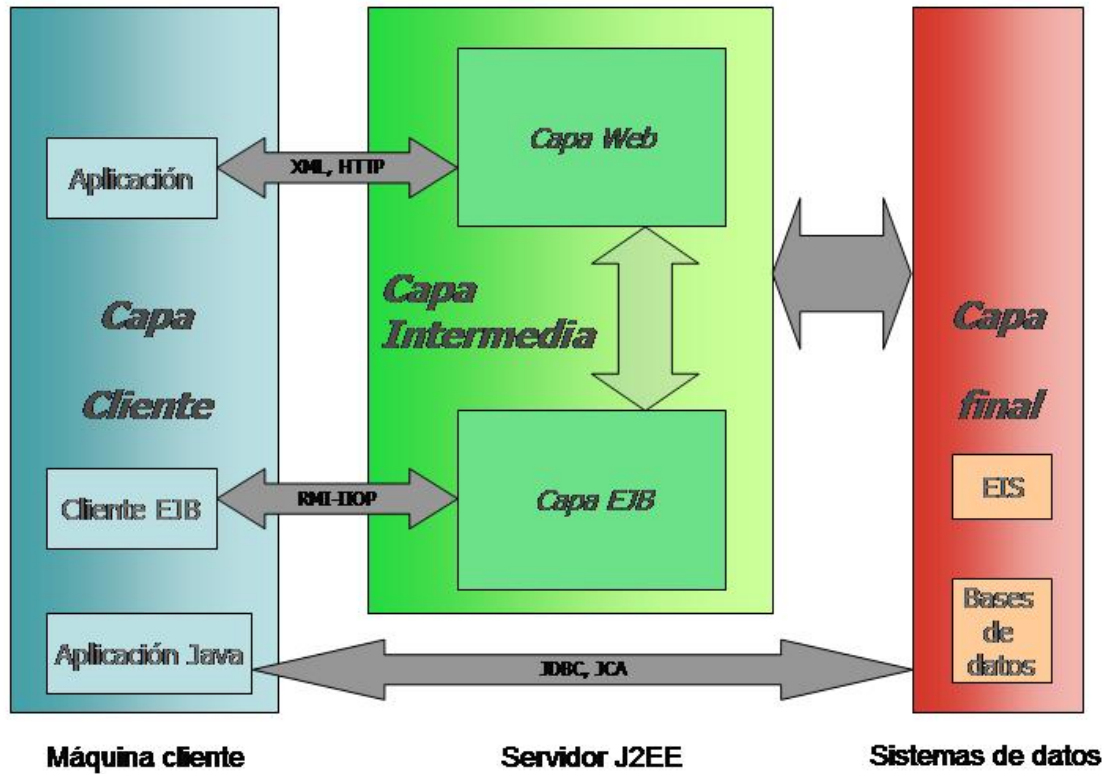 Capa Web
Aplicación
XML, HTTP
Capa
Cliente
Capa
Intermedia
Capa
final
Cliente EJB
RMI-IIOP
Capa EJB
EIS
Aplicación Java
JDBC, JCA
Bases
de
datos
Máquina cliente
Servidor J2EE
Sistemas de datos